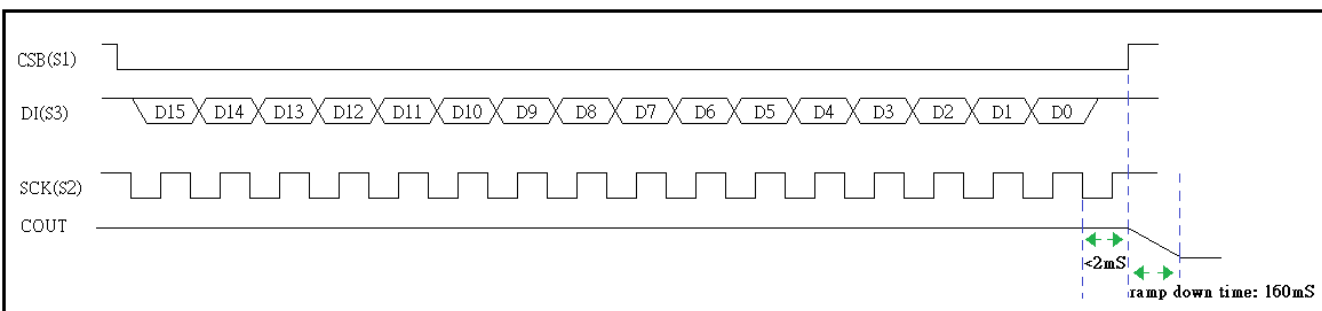 CSB(S1)
DI(S3) D15 D14 D13 D12 D11 D10 D9 D8 D7 D6 D5 D4 D3 D2 D1 D0
SCK(S2)
COUT
<2mS
ramp down time: 160mS